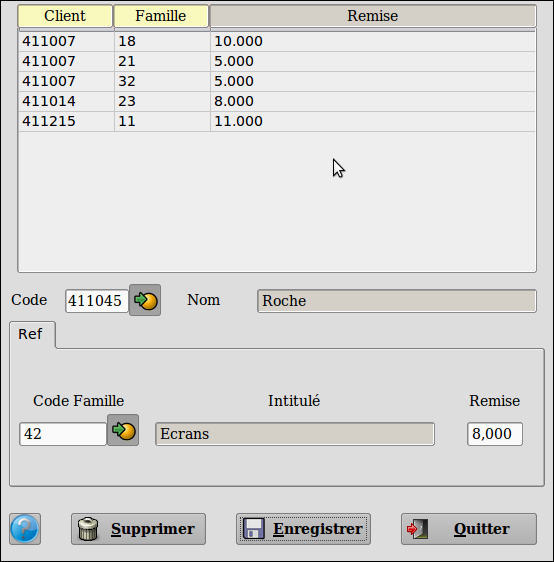 Client Famille Remise
411007 18 10.000
411007 21 5.000
411007 32 5.000
411014 23 8.000
411215 11 11.000
Code 411045 Nom Roche
Ref
Code Famille Intitulé Remise
42 Ecrans 8,000
? Supprimer Enregistrer Quitter